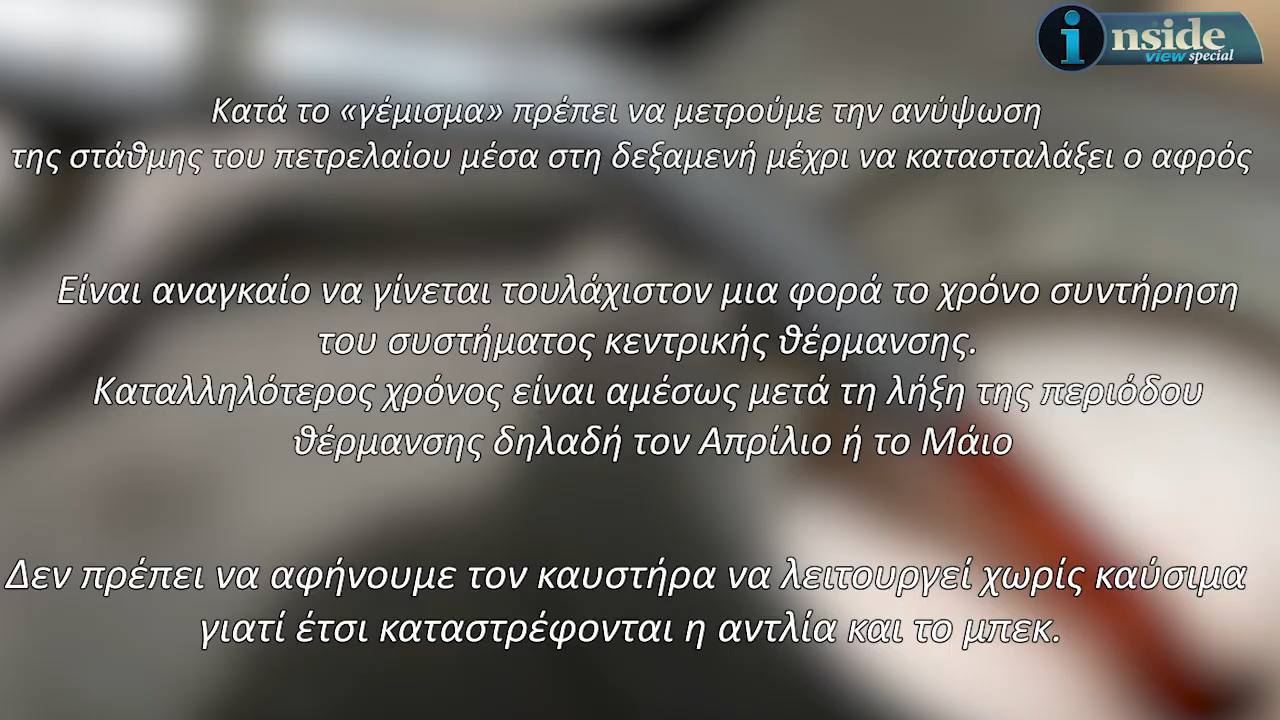 inside
view special
Κατά το «γέμισμα» πρέπει να μετρούμε την ανύψωση
της στάθμης του πετρελαίου μέσα στη δεξαμενή μέχρι να κατασταλάξει ο αφρός
Είναι αναγκαίο να γίνεται τουλάχιστον μια φορά το χρόνο συντήρηση
του συστήματος κεντρικής θέρμανσης.
Καταλληλότερος χρόνος είναι αμέσως μετά τη λήξη της περιόδου
θέρμανσης δηλαδή τον Απρίλιο ή το Μάιο
Δεν πρέπει να αφήνουμε τον καυστήρα να λειτουργεί χωρίς καύσιμα
γιατί έτσι καταστρέφονται η αντλία και το μπεκ.